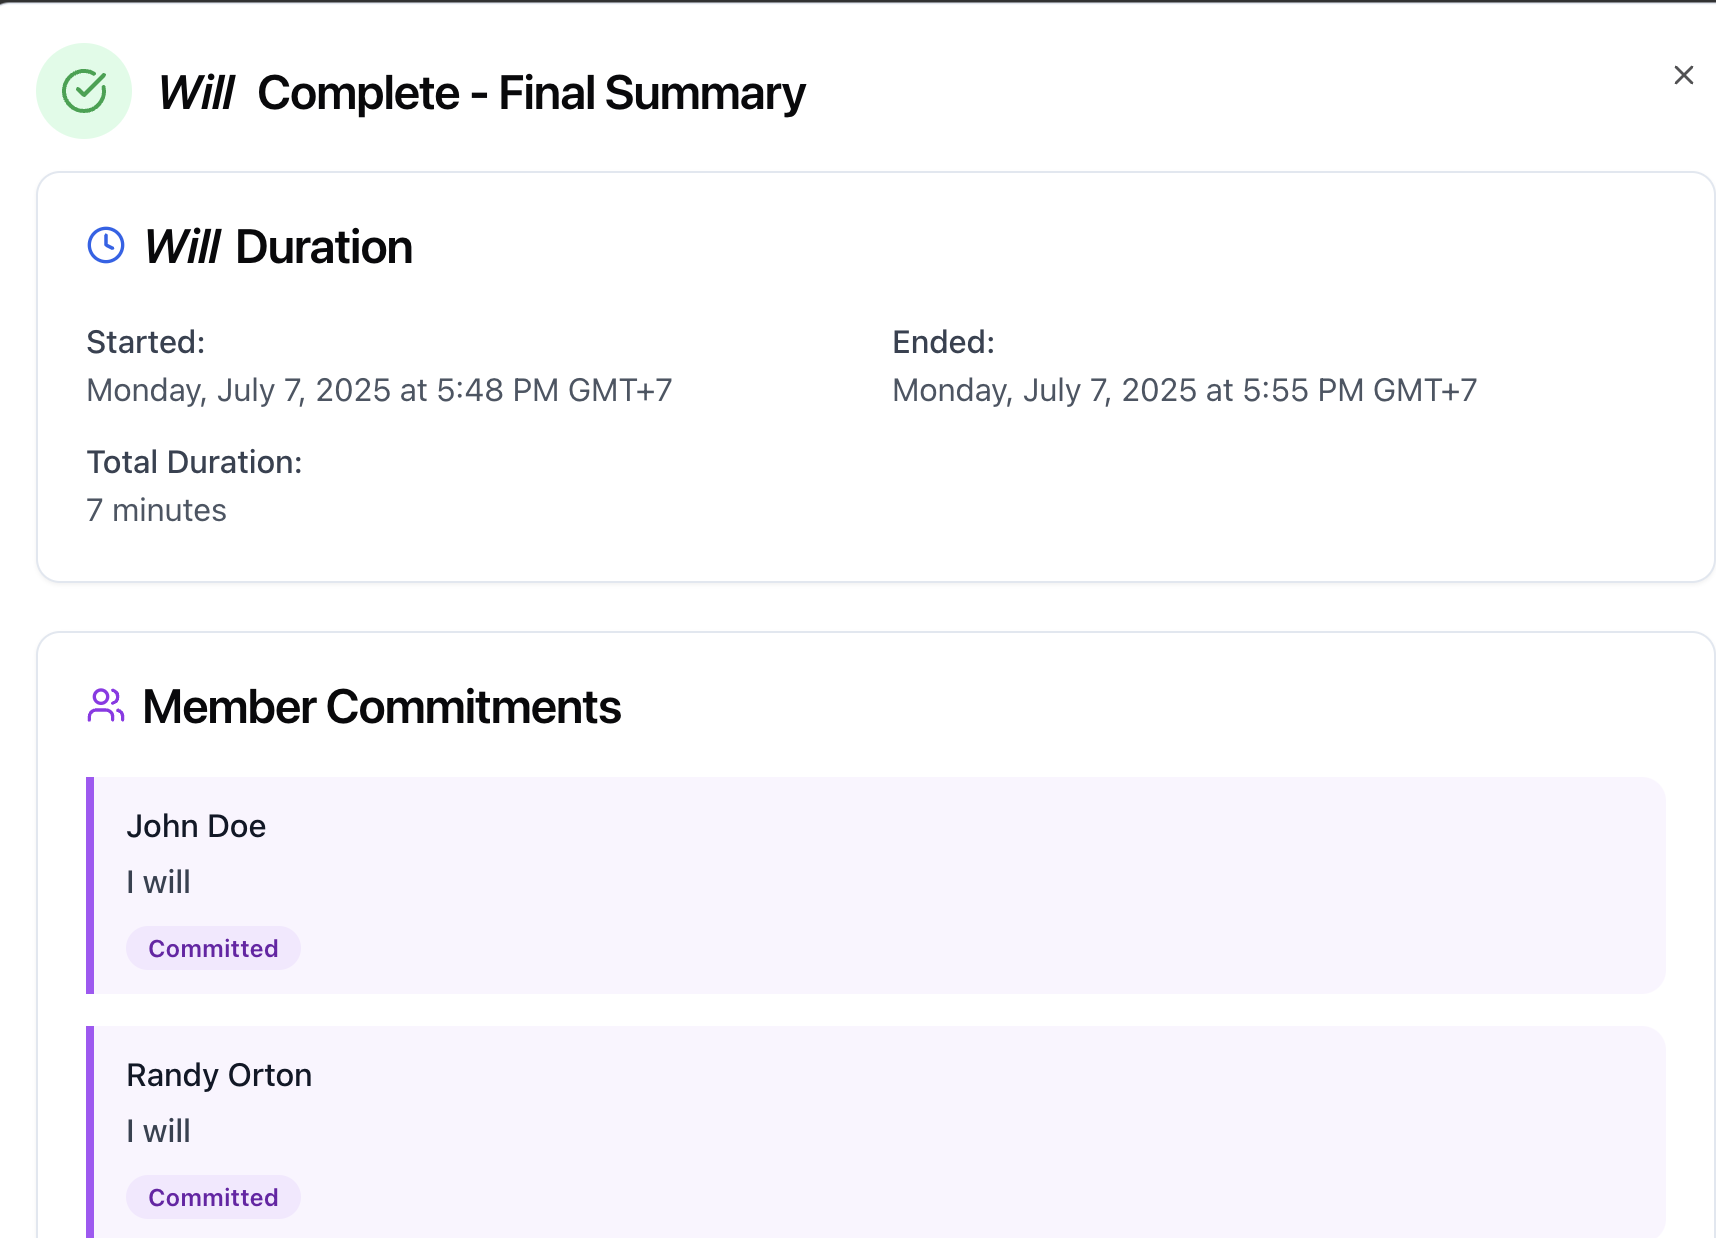 Will Complete - Final Summary
Will Duration
Started:
Monday, July 7, 2025 at 5:48 PM GMT+7
Ended:
Monday, July 7, 2025 at 5:55 PM GMT+7
Total Duration:
7 minutes
Member Commitments
John Doe
I will
Committed
Randy Orton
I will
Committed